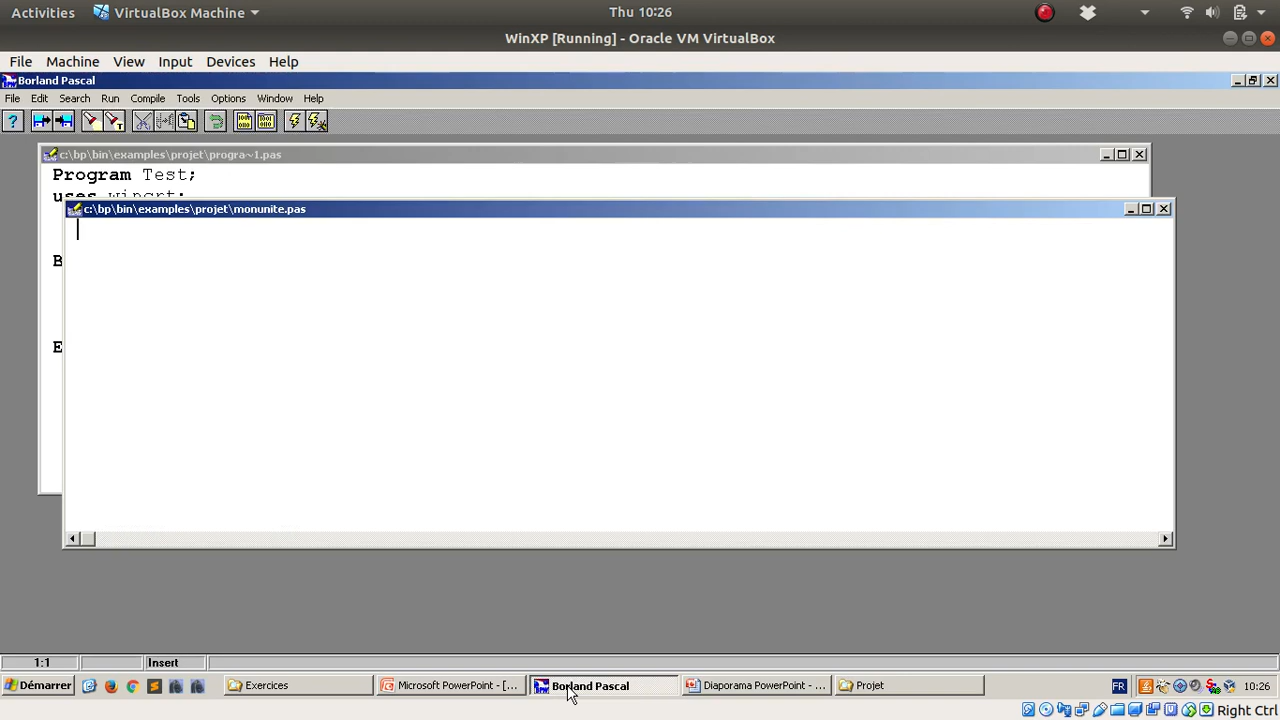 Activities VirtualBox Machine Thu 10:26
WinXP [Running] - Oracle VM VirtualBox
File Machine View Input Devices Help
Borland Pascal
File Edit Search Run Compile Tools Options Window Help
c:\bp\bin\examples\projet\progra~1.pas
Program Test;
uses wincrt;
c:\bp\bin\examples\projet\monunite.pas
B
E
1:1 Insert
Démarrer Exercices Microsoft PowerPoint - [... Borland Pascal Diaporama PowerPoint - ... Projet FR 10:26
Right Ctrl